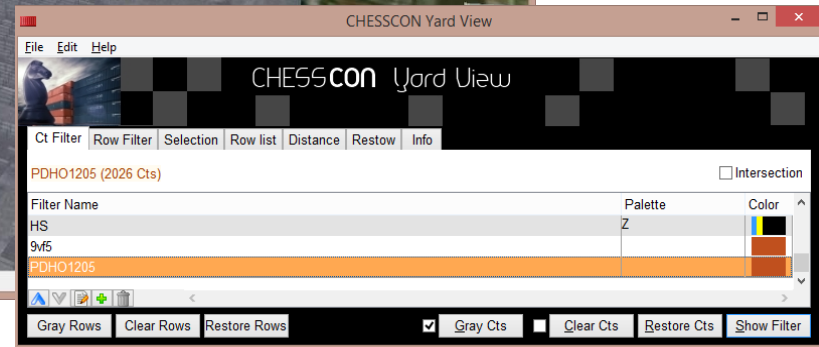 CHESSCON Yard View
File Edit Help
CHESSCON Yard View
Ct Filter Row Filter Selection Row list Distance Restow Info
PDHO1205 (2026 Cts) Intersection
Filter Name Palette Color
HS Z
9vf5
PDHO1205
Gray Rows Clear Rows Restore Rows Gray Cts Clear Cts Restore Cts Show Filter